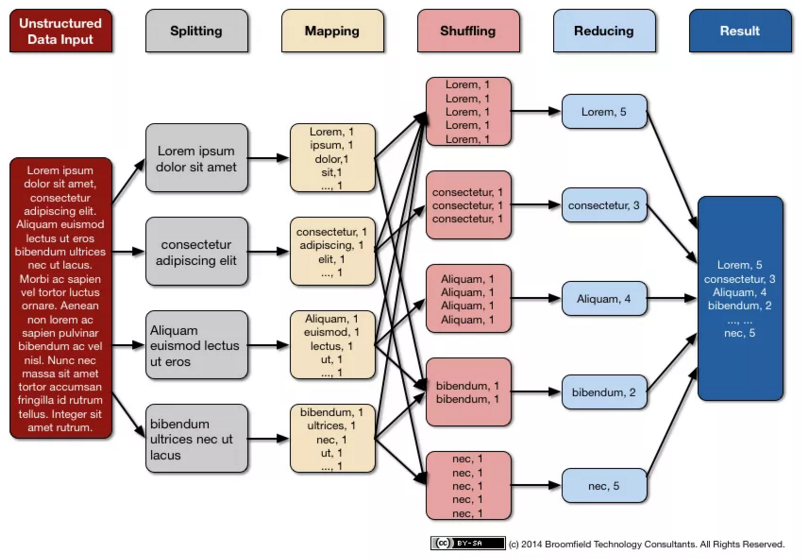 Unstructured
Data Input
Splitting
Mapping
Shuffling
Reducing
Result
Lorem ipsum
dolor sit amet,
consectetur
adipiscing elit.
Aliquam euismod
lectus ut eros
bibendum ultrices
nec ut lacus.
Morbi ac sapien
vel tortor luctus
ornare. Aenean
non lorem ac
sapien pulvinar
bibendum ac vel
nisl. Nunc nec
massa sit amet
tortor accumsan
fringilla id rutrum
tellus. Integer sit
amet rutrum.
Lorem ipsum
dolor sit amet
consectetur
adipiscing elit
Aliquam
euismod lectus
ut eros
bibendum
ultrices nec ut
lacus
Lorem, 1
ipsum, 1
dolor,1
sit,1
..., 1
consectetur, 1
adipiscing, 1
elit, 1
..., 1
Aliquam, 1
euismod, 1
lectus, 1
ut, 1
..., 1
bibendum, 1
ultrices, 1
nec, 1
ut, 1
..., 1
Lorem, 1
Lorem, 1
Lorem, 1
Lorem, 1
Lorem, 1
consectetur, 1
consectetur, 1
consectetur, 1
Aliquam, 1
Aliquam, 1
Aliquam, 1
Aliquam, 1
bibendum, 1
bibendum, 1
nec, 1
nec, 1
nec, 1
nec, 1
nec, 1
Lorem, 5
consectetur, 3
Aliquam, 4
bibendum, 2
nec, 5
Lorem, 5
consectetur, 3
Aliquam, 4
bibendum, 2
..., ...
nec, 5
cc BY-SA (c) 2014 Broomfield Technology Consultants. All Rights Reserved.